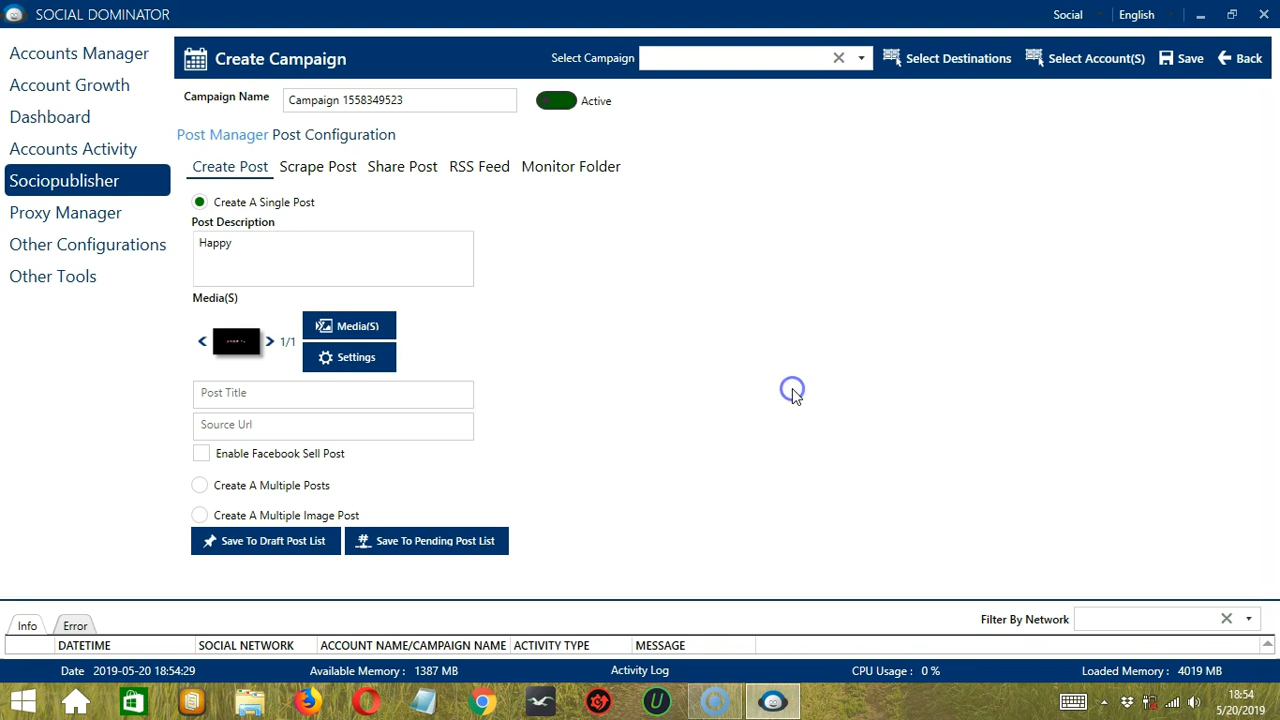 SOCIAL DOMINATOR
Social English
Accounts Manager
Account Growth
Dashboard
Accounts Activity
Sociopublisher
Proxy Manager
Other Configurations
Other Tools
Create Campaign
Select Campaign
Select Destinations
Select Account(S)
Save
Back
Campaign Name
Campaign 1558349523
Active
Post Manager Post Configuration
Create Post Scrape Post Share Post RSS Feed Monitor Folder
Create A Single Post
Post Description
Happy
Media(S)
1/1
Media(S)
Settings
Post Title
Source Url
Enable Facebook Sell Post
Create A Multiple Posts
Create A Multiple Image Post
Save To Draft Post List
Save To Pending Post List
Info Error
Filter By Network
DATETIME SOCIAL NETWORK ACCOUNT NAME/CAMPAIGN NAME ACTIVITY TYPE MESSAGE
Date 2019-05-20 18:54:29 Available Memory : 1387 MB Activity Log CPU Usage : 0 % Loaded Memory : 4019 MB
18:54
5/20/2019